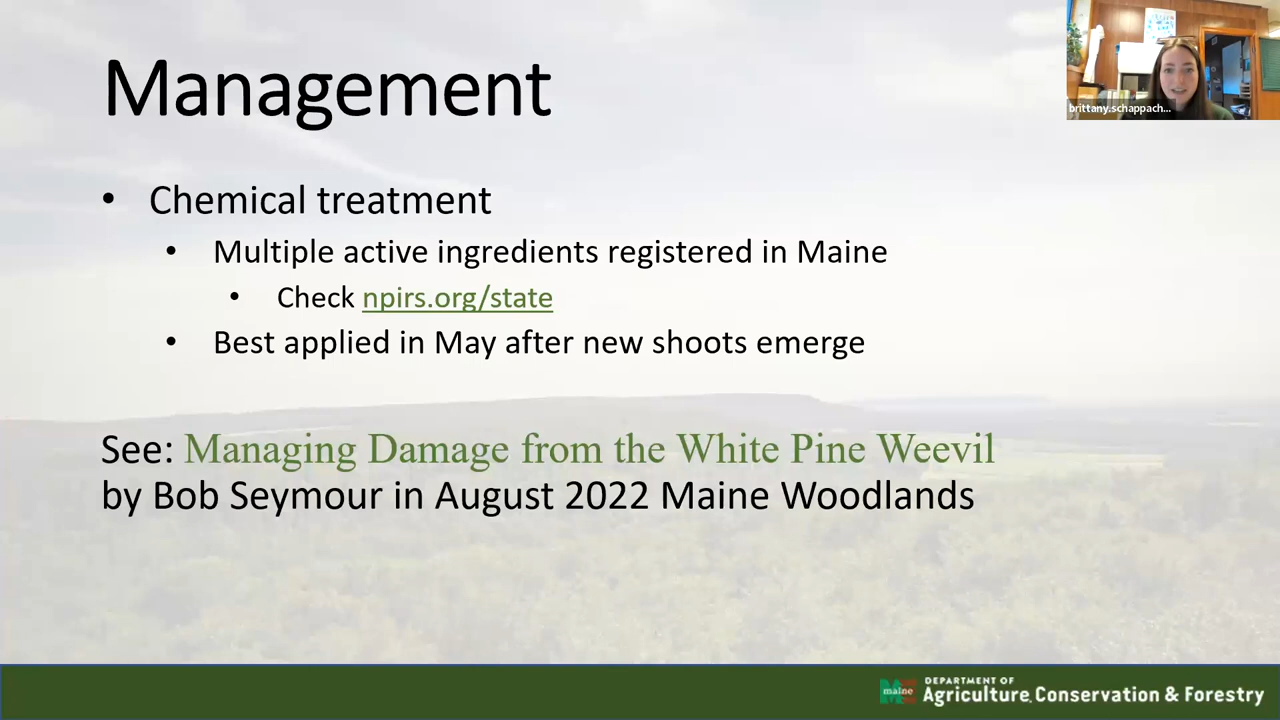 Management
brittany.schappach...
• Chemical treatment
• Multiple active ingredients registered in Maine
• Check npirs.org/state
• Best applied in May after new shoots emerge
See: Managing Damage from the White Pine Weevil
by Bob Seymour in August 2022 Maine Woodlands
maine
DEPARTMENT OF
Agriculture, Conservation & Forestry